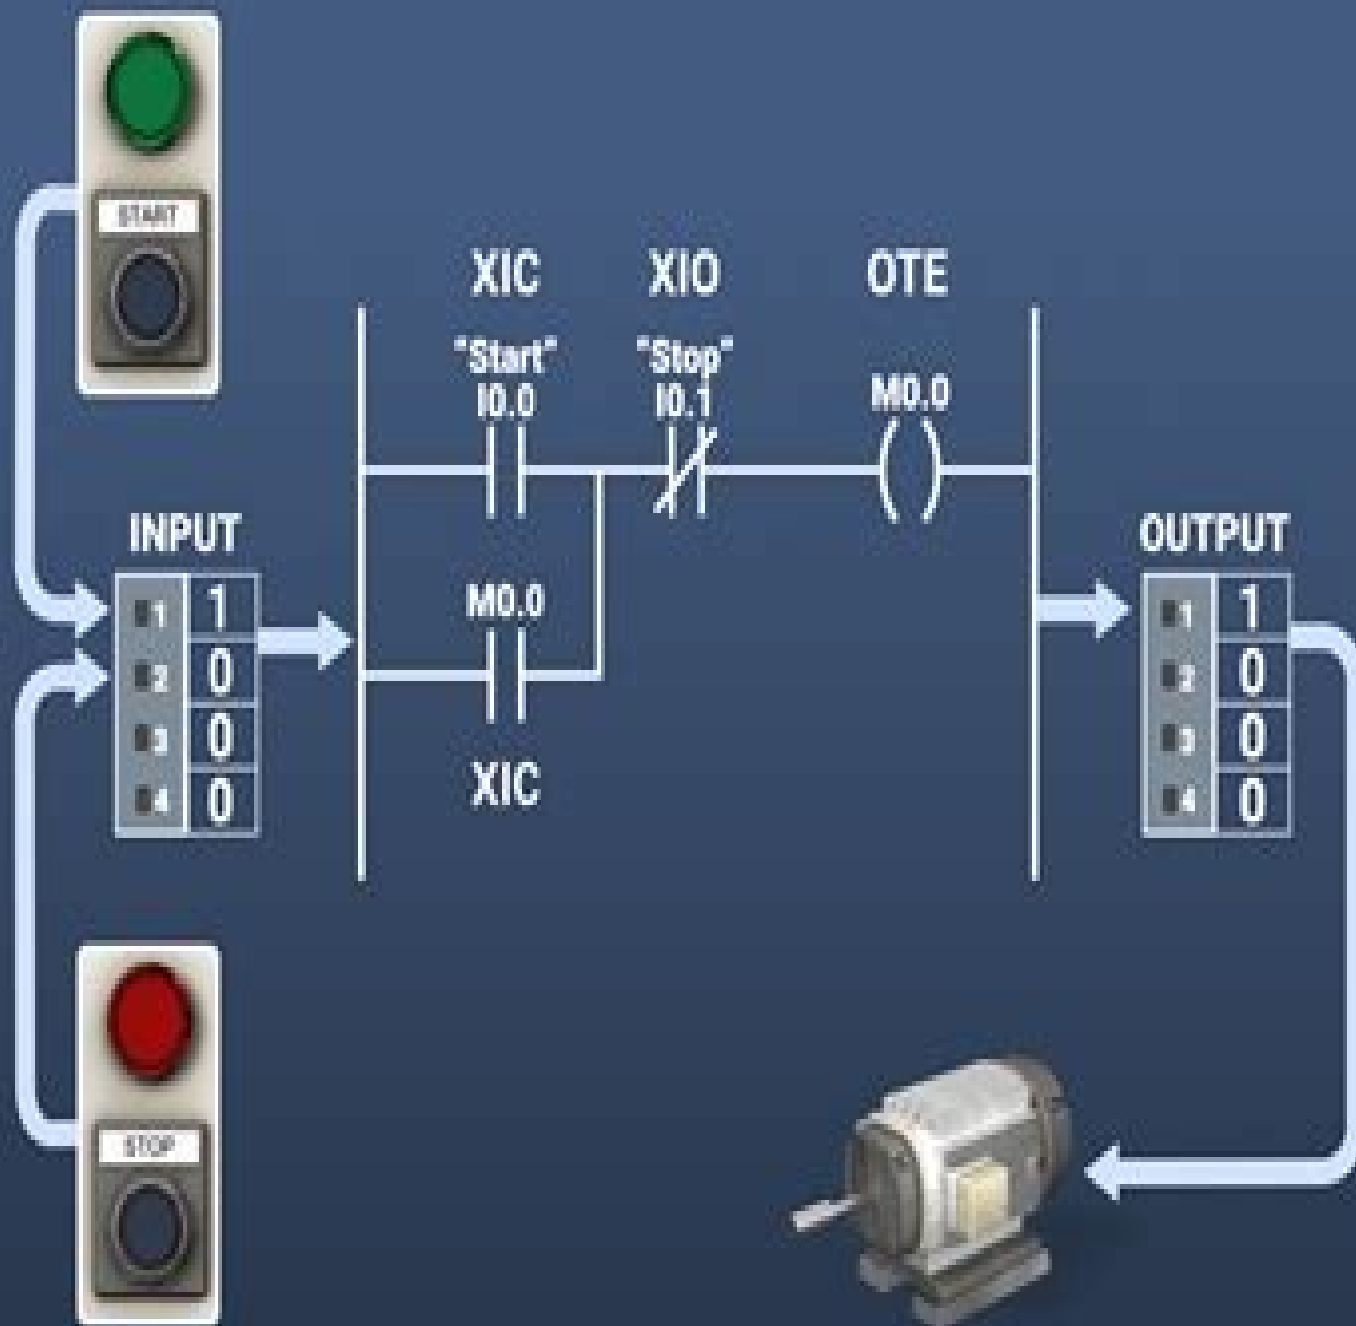 START
XIC XIO OTE
"Start" "Stop"
I0.0 I0.1 M0.0
INPUT
1 1
2 0
3 0
4 0
M0.0
XIC
OUTPUT
1 1
2 0
3 0
4 0
STOP